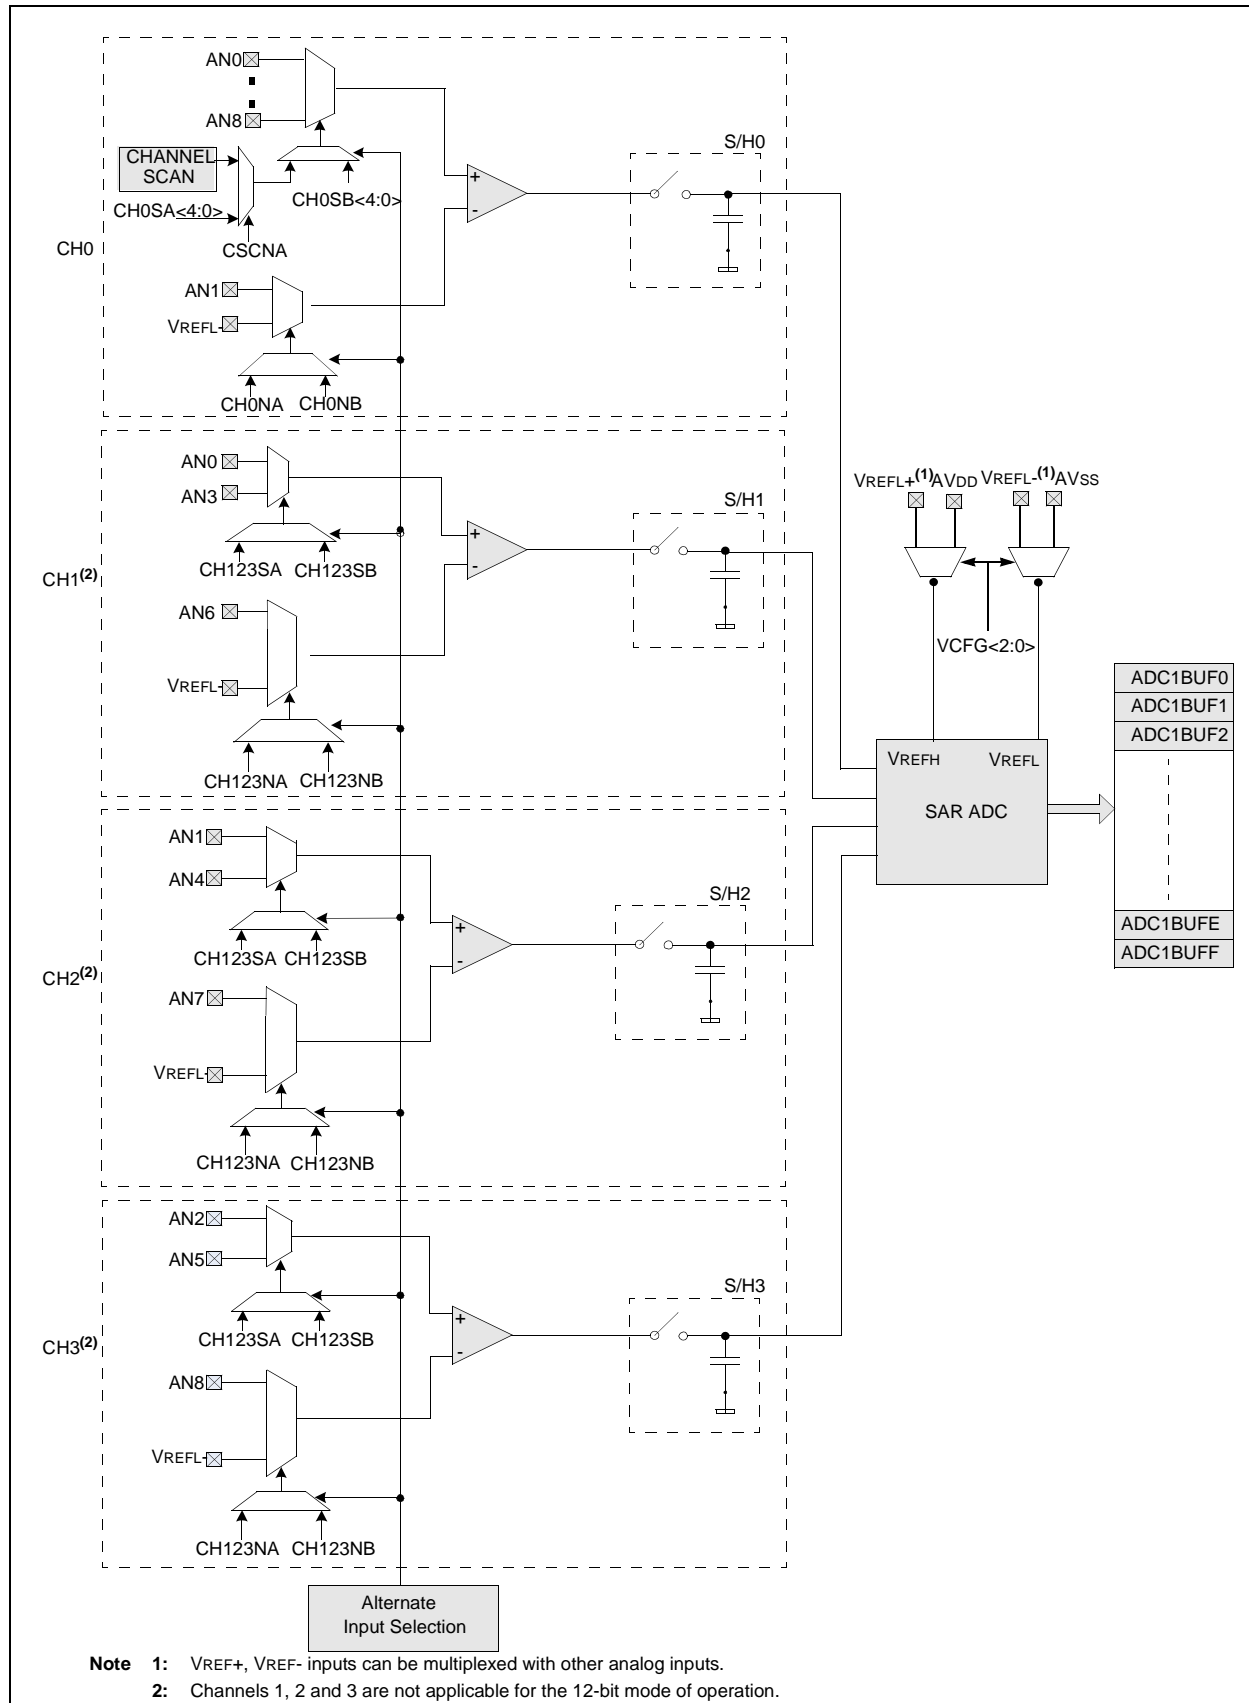 AN0
AN8
CHANNEL
SCAN
CH0SA<4:0>
CH0SB<4:0>
CSCNA
CH0
AN1
VREFL-
CH0NA CH0NB
+
-
S/H0
AN0
AN3
CH123SA CH123SB
CH1(2)
AN6
VREFL-
CH123NA CH123NB
+
-
S/H1
VREFL+(1) AVDD VREFL-(1) AVSS
VCFG<2:0>
VREFH VREFL
SAR ADC
ADC1BUF0
ADC1BUF1
ADC1BUF2
ADC1BUFE
ADC1BUFF
AN1
AN4
CH123SA CH123SB
CH2(2)
AN7
VREFL-
CH123NA CH123NB
+
-
S/H2
AN2
AN5
CH123SA CH123SB
CH3(2)
AN8
VREFL-
CH123NA CH123NB
+
-
S/H3
Alternate
Input Selection
Note 1: VREF+, VREF- inputs can be multiplexed with other analog inputs.
2: Channels 1, 2 and 3 are not applicable for the 12-bit mode of operation.